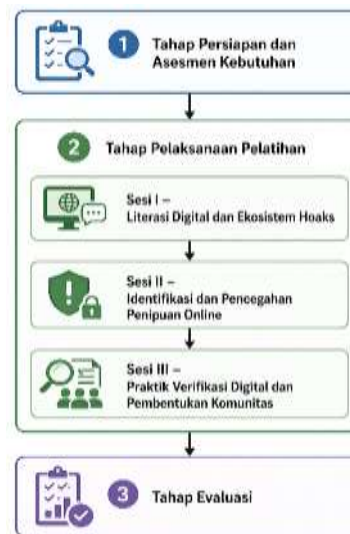 1 Tahap Persiapan dan
Asesmen Kebutuhan
2 Tahap Pelaksanaan Pelatihan
Sesi I –
Literasi Digital dan Ekosistem Hoaks
Sesi II –
Identifikasi dan Pencegahan
Penipuan Online
Sesi III –
Praktik Verifikasi Digital dan
Pembentukan Komunitas
3 Tahap Evaluasi